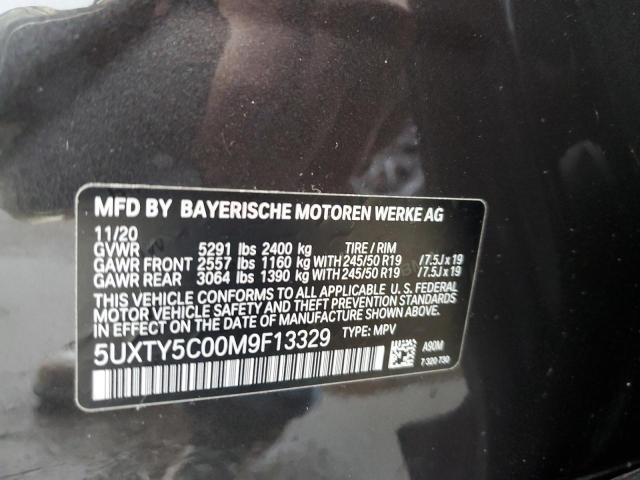 MFD BY BAYERISCHE MOTOREN WERKE AG
11/20
GVWR 5291 lbs 2400 kg TIRE / RIM
GAWR FRONT 2557 lbs 1160 kg WITH 245/50 R19 /7.5J x 19
GAWR REAR 3064 lbs 1390 kg WITH 245/50 R19 /7.5J x 19
THIS VEHICLE CONFORMS TO ALL APPLICABLE U. S. FEDERAL
MOTOR VEHICLE SAFETY AND THEFT PREVENTION STANDARDS
IN EFFECT ON THE DATE OF MANUFACTURE SHOWN ABOVE.
5UXTY5C00M9F13329 TYPE: MPV
A90M
7 320 730